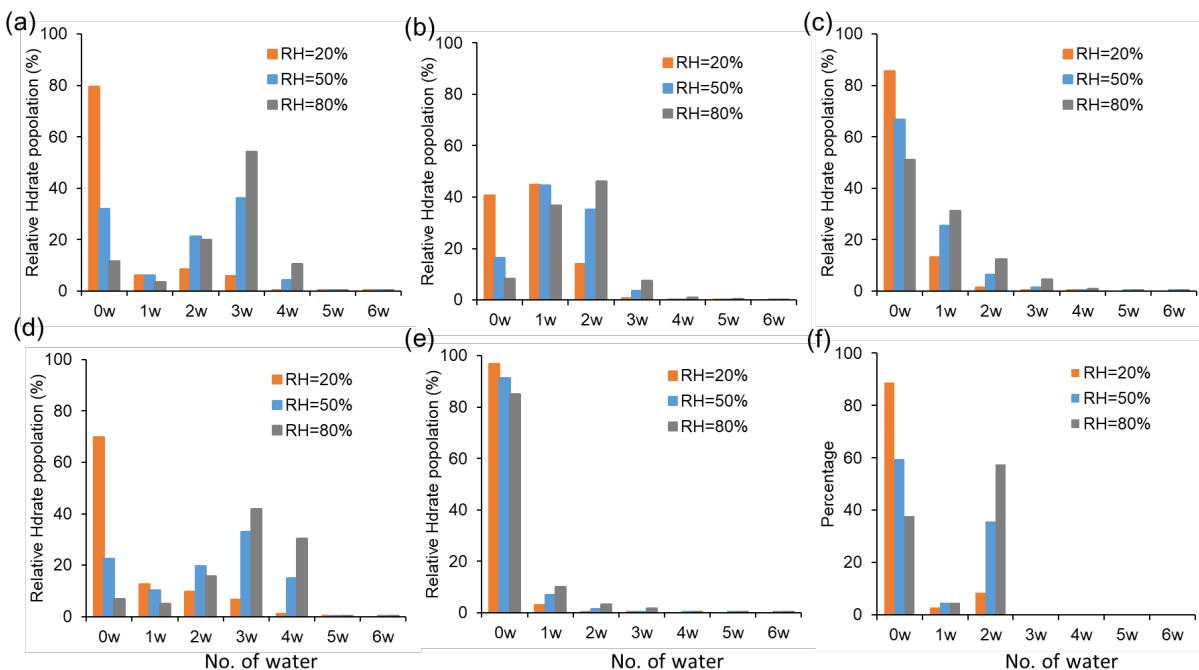 (a)
Relative Hdrate popolation (%)
100
80
60
40
20
0
RH=20%
RH=50%
RH=80%
0w 1w 2w 3w 4w 5w 6w
(b)
Relative Hdrate popolation (%)
100
80
60
40
20
0
RH=20%
RH=50%
RH=80%
0w 1w 2w 3w 4w 5w 6w
(c)
Relative Hdrate popolation (%)
100
80
60
40
20
0
RH=20%
RH=50%
RH=80%
0w 1w 2w 3w 4w 5w 6w
(d)
Relative Hdrate popolation (%)
100
80
60
40
20
0
RH=20%
RH=50%
RH=80%
0w 1w 2w 3w 4w 5w 6w
No. of water
(e)
Relative Hdrate popolation (%)
100
80
60
40
20
0
RH=20%
RH=50%
RH=80%
0w 1w 2w 3w 4w 5w 6w
No. of water
(f)
Percentage
100
80
60
40
20
0
RH=20%
RH=50%
RH=80%
0w 1w 2w 3w 4w 5w 6w
No. of water